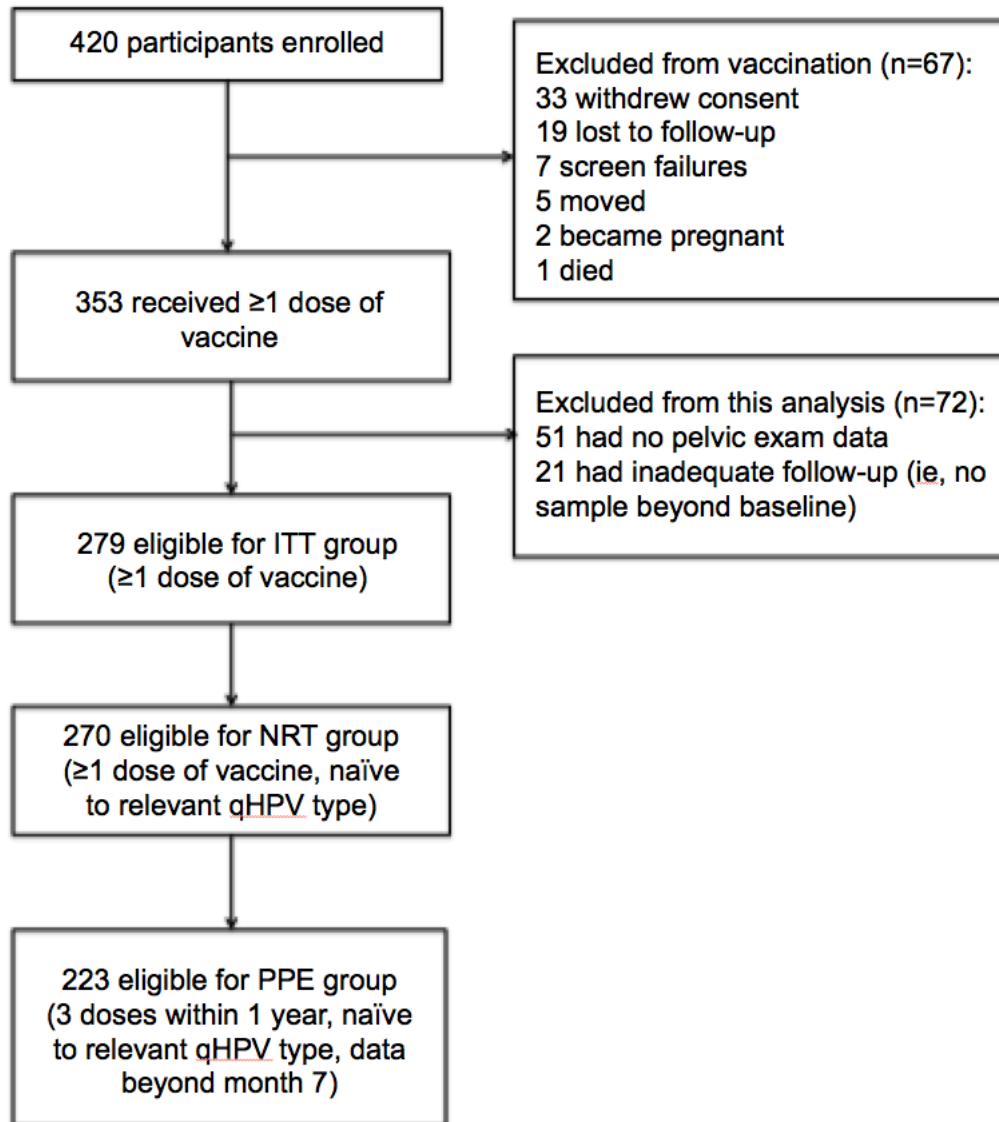 420 participants enrolled
Excluded from vaccination (n=67):
33 withdrew consent
19 lost to follow-up
7 screen failures
5 moved
2 became pregnant
1 died
353 received ≥1 dose of
vaccine
Excluded from this analysis (n=72):
51 had no pelvic exam data
21 had inadequate follow-up (ie, no
sample beyond baseline)
279 eligible for ITT group
(≥1 dose of vaccine)
270 eligible for NRT group
(≥1 dose of vaccine, naïve
to relevant qHPV type)
223 eligible for PPE group
(3 doses within 1 year, naïve
to relevant qHPV type, data
beyond month 7)